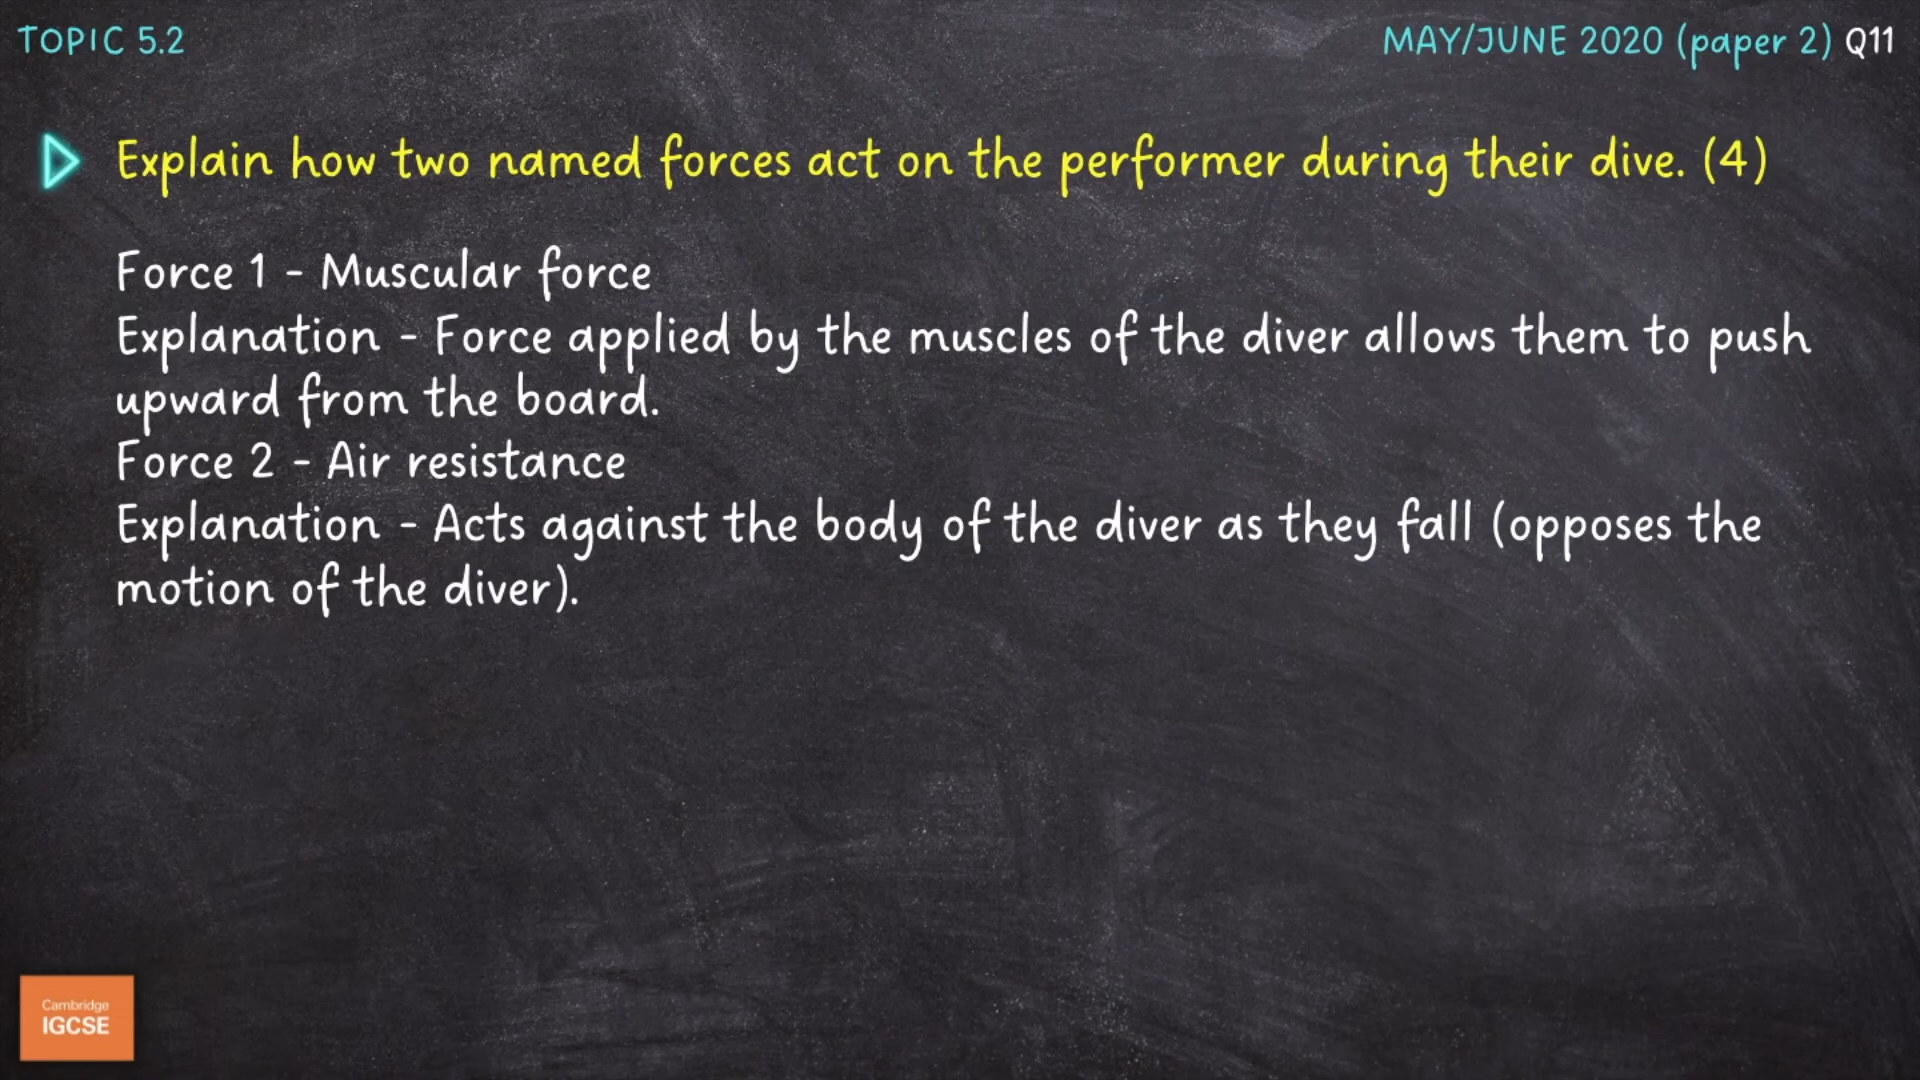 TOPIC 5.2
MAY/JUNE 2020 (paper 2) Q11
Explain how two named forces act on the performer during their dive. (4)
Force 1 - Muscular force
Explanation - Force applied by the muscles of the diver allows them to push
upward from the board.
Force 2 - Air resistance
Explanation - Acts against the body of the diver as they fall (opposes the
motion of the diver).
Cambridge
IGCSE